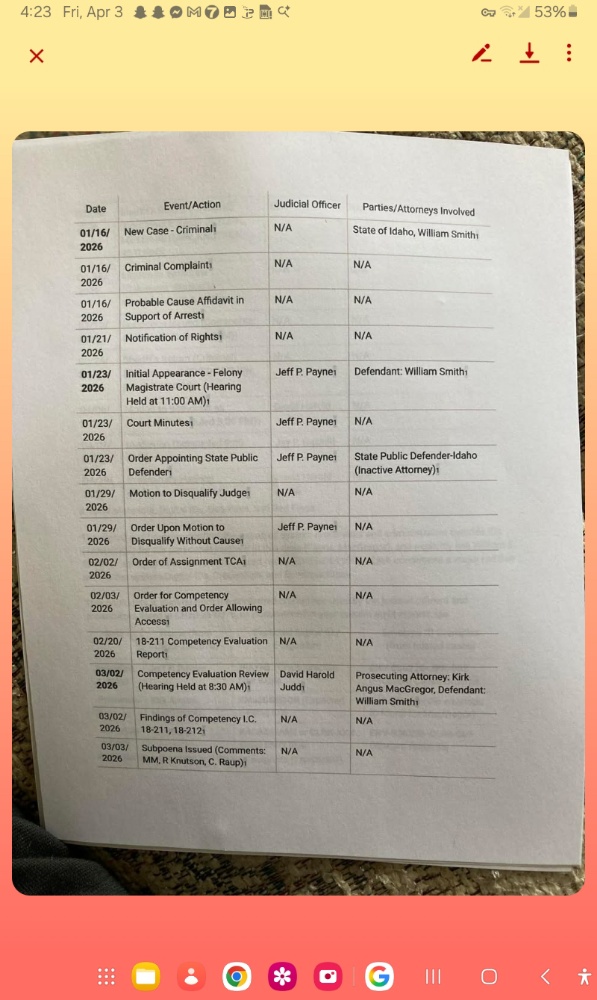 4:23 Fri, Apr 3 53%
Date Event/Action Judicial Officer Parties/Attorneys Involved
01/16/ New Case - Criminal N/A State of Idaho, William Smith
2026
01/16/ Criminal Complaint N/A N/A
2026
01/16/ Probable Cause Affidavit in N/A N/A
2026 Support of Arrest
01/21/ Notification of Rights N/A N/A
2026
01/23/ Initial Appearance - Felony Jeff P. Payne Defendant: William Smith
2026 Magistrate Court (Hearing
Held at 11:00 AM)
01/23/ Court Minutes Jeff P. Payne N/A
2026
01/23/ Order Appointing State Public Jeff P. Payne State Public Defender-Idaho
2026 Defender (Inactive Attorney)
01/29/ Motion to Disqualify Judge N/A N/A
2026
01/29/ Order Upon Motion to Jeff P. Payne N/A
2026 Disqualify Without Cause
02/02/ Order of Assignment TCA N/A N/A
2026
02/03/ Order for Competency N/A N/A
2026 Evaluation and Order Allowing
Access
02/20/ 18-211 Competency Evaluation N/A N/A
2026 Report
03/02/ Competency Evaluation Review David Harold Prosecuting Attorney: Kirk
2026 (Hearing Held at 8:30 AM) Judd Angus MacGregor, Defendant:
William Smith
03/02/ Findings of Competency I.C. N/A N/A
2026 18-211, 18-212
03/03/ Subpoena Issued (Comments: N/A N/A
2026 MM, R Knutson, C. Raup)